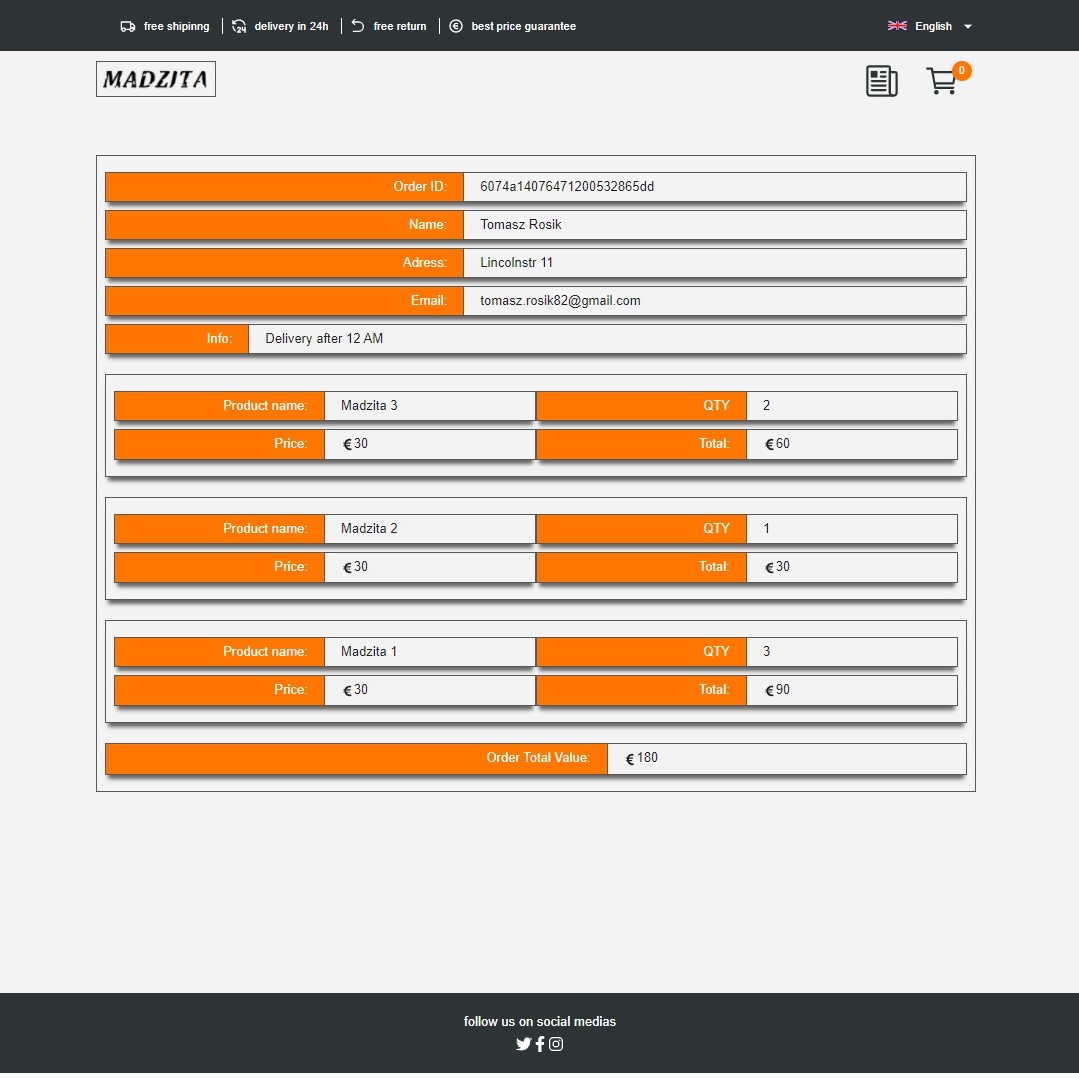 free shipinng 24 delivery in 24h free return € best price guarantee English
MADZITA 0
Order ID: 6074a14076471200532865dd
Name: Tomasz Rosik
Adress: Lincolnstr 11
Email: tomasz.rosik82@gmail.com
Info: Delivery after 12 AM
Product name: Madzita 3 QTY 2
Price: €30 Total: €60
Product name: Madzita 2 QTY 1
Price: €30 Total: €30
Product name: Madzita 1 QTY 3
Price: €30 Total: €90
Order Total Value: €180
follow us on social medias